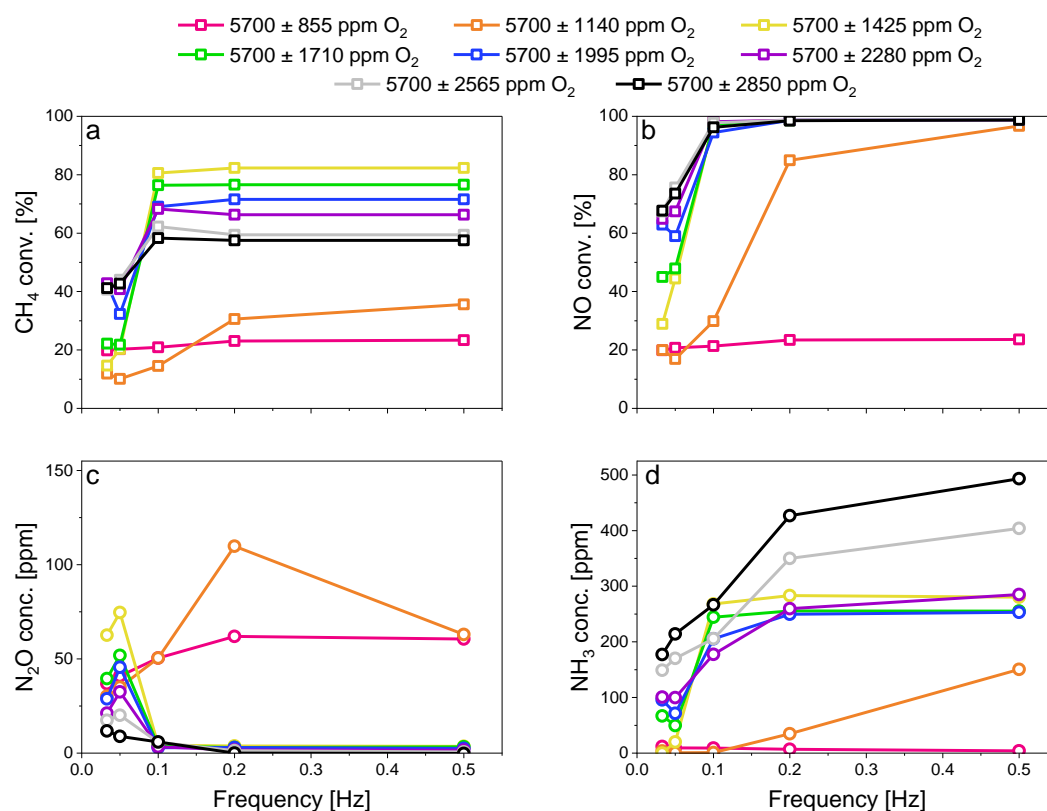 5700 ± 855 ppm O₂ 5700 ± 1140 ppm O₂ 5700 ± 1425 ppm O₂
5700 ± 1710 ppm O₂ 5700 ± 1995 ppm O₂ 5700 ± 2280 ppm O₂
5700 ± 2565 ppm O₂ 5700 ± 2850 ppm O₂
a
CH₄ conv. [%]
100
80
60
40
20
0
b
NO conv. [%]
100
80
60
40
20
0
c
N₂O conc. [ppm]
150
100
50
0
0.0 0.1 0.2 0.3 0.4 0.5
Frequency [Hz]
d
NH₃ conc. [ppm]
500
400
300
200
100
0
0.0 0.1 0.2 0.3 0.4 0.5
Frequency [Hz]